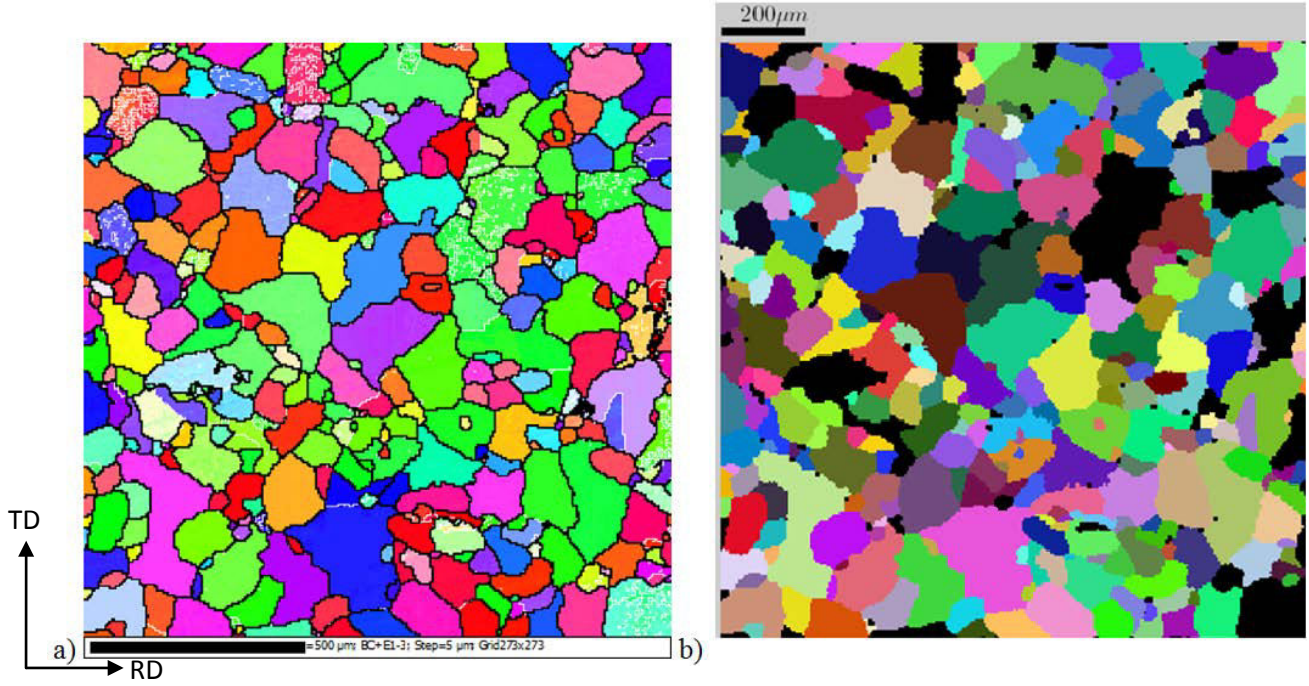 200μm
TD
a)
=500 μm; BC+E1-3; Step=5 μm; Grid273x273
b)
RD